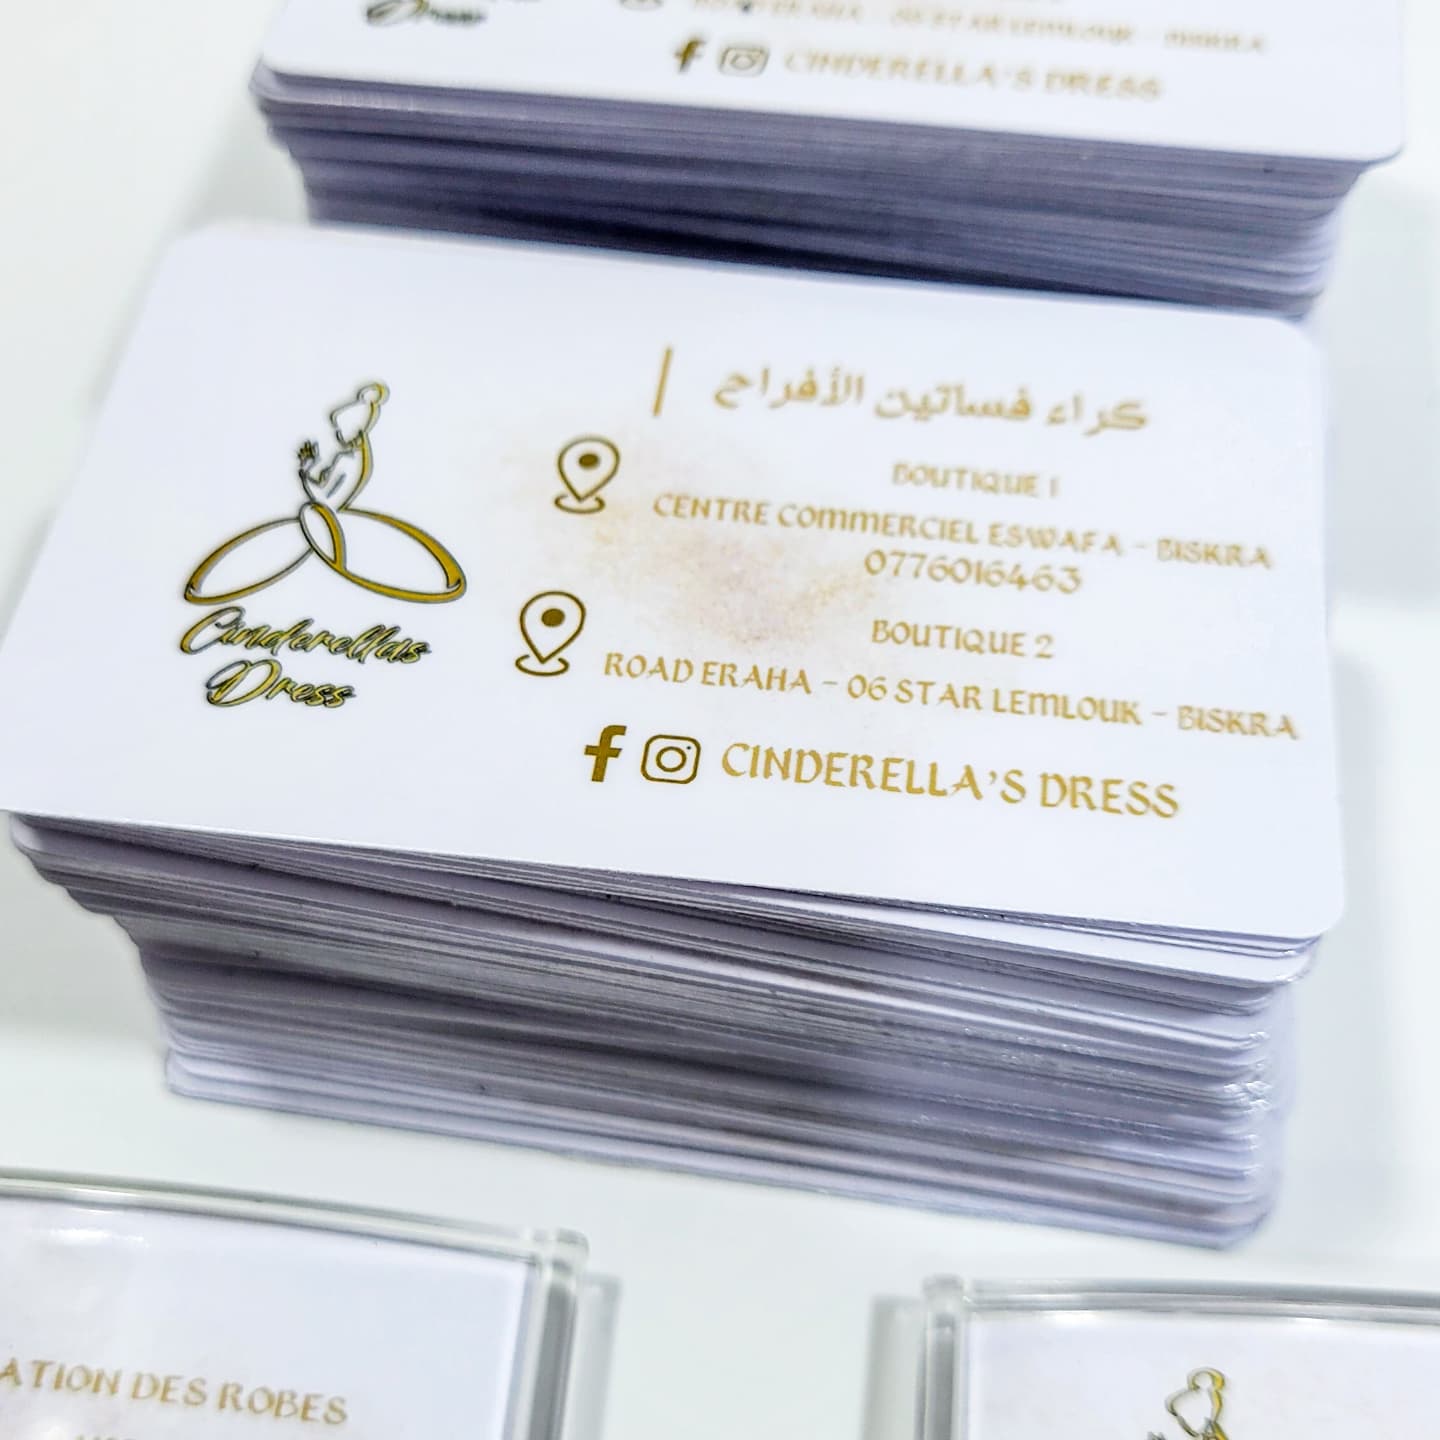 CINDERELLA'S DRESS
كراء فساتين الأفراح |
BOUTIQUE 1
CENTRE COMMERCIEL ESWAFA - BISKRA
0776016463
BOUTIQUE 2
ROAD ERAHA - 06 STAR LEMLOUK - BISKRA
CINDERELLA'S DRESS
Cinderellas
Dress
ATION DES ROBES